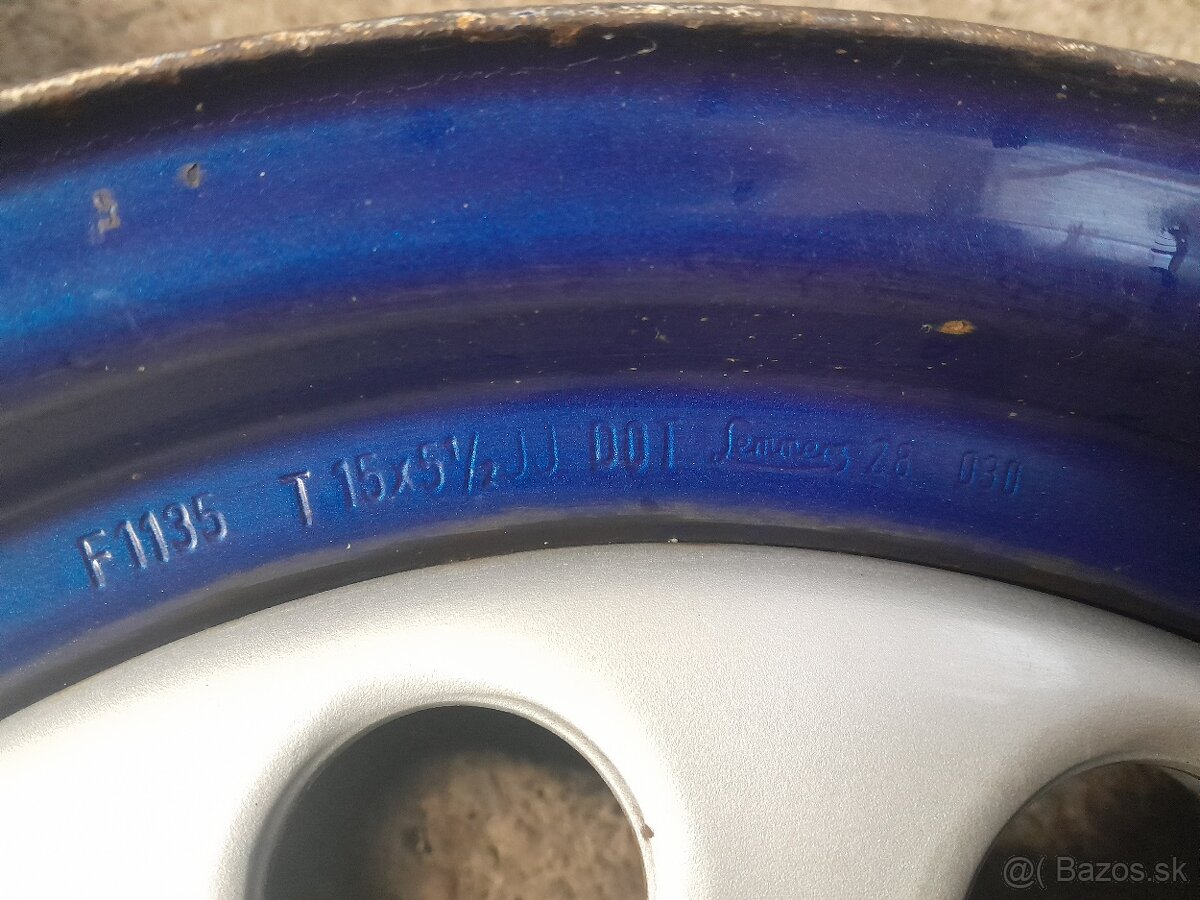 F1135 T 15x5½JJ DOT Lemmerz 28 030
@( Bazos.sk